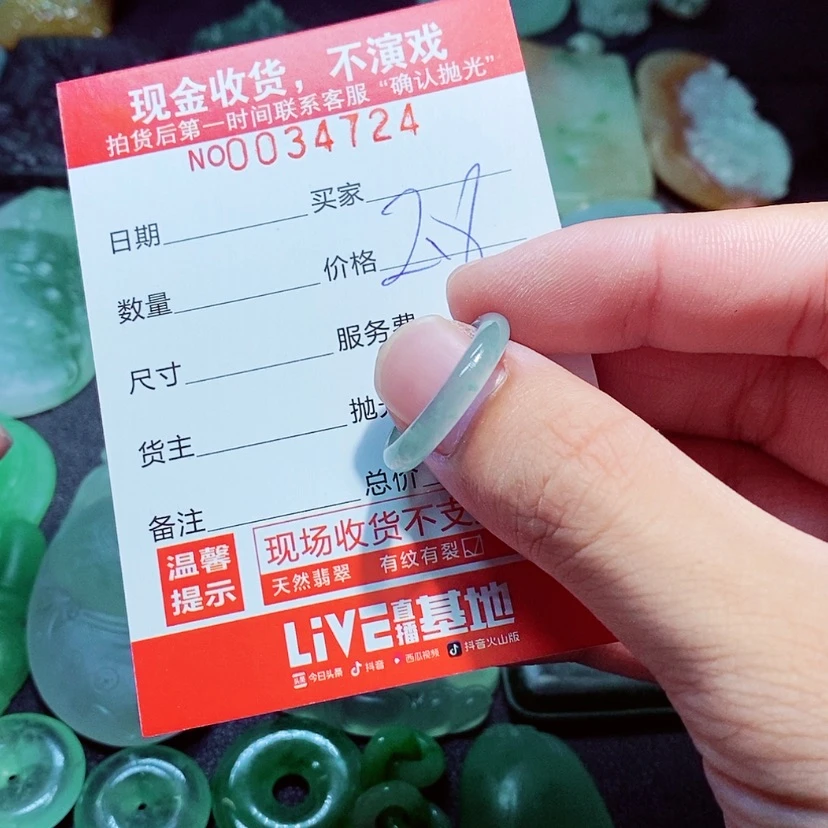 现金收货，不演戏
拍货后第一时间联系客服“确认抛光”
NO0034724
日期 买家
数量 价格
尺寸 服务费
货主 抛
备注 总价
温馨提示 现场收货不支
天然翡翠 有纹有裂☑
LiVE直播基地
头条 今日头条 抖音 西瓜视频 抖音火山版